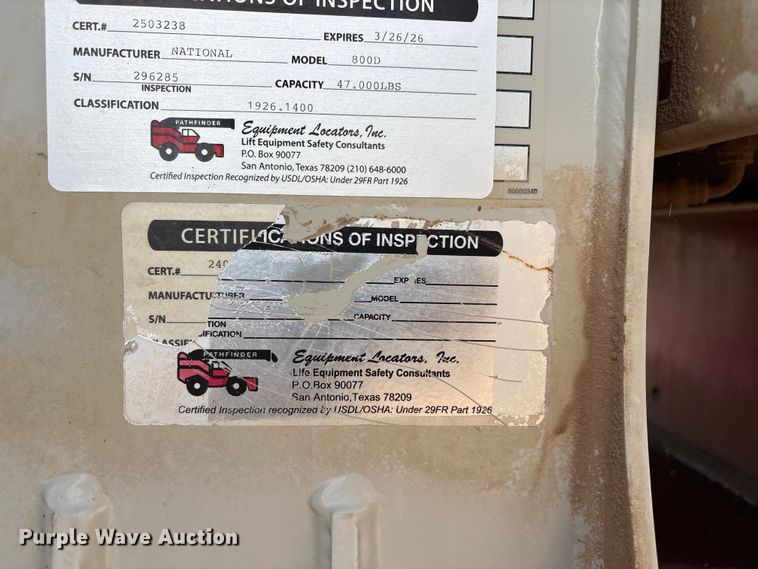 OF INSPECTION
CERT.# 2503238 EXPIRES 3/26/26
MANUFACTURER NATIONAL MODEL 800D
S/N 296285 CAPACITY 47.000LBS
INSPECTION
CLASSIFICATION 1926.1400
PATHFINDER
Equipment Locators, Inc.
Lift Equipment Safety Consultants
P.O. Box 90077
San Antonio, Texas 78209 (210) 648-6000
Certified Inspection Recognized by USDL/OSHA: Under 29FR Part 1926
80000340
CERTIFICATIONS OF INSPECTION
CERT.# 240 EXPIRES
MANUFACTURER MODEL
S/N CAPACITY
PATHFINDER
Equipment Locators, Inc.
Life Equipment Safety Consultants
P.O.Box 90077
San Antonio,Texas 78209
Certified Inspection recognized by USDL/OSHA: Under 29FR Part 1926
Purple Wave Auction